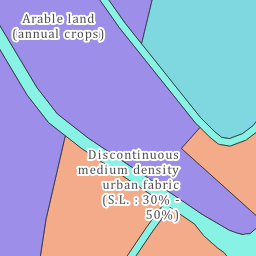 Arable land
(annual crops)
Discontinuous
medium density
urban fabric
(S.L. : 30% -
50%)